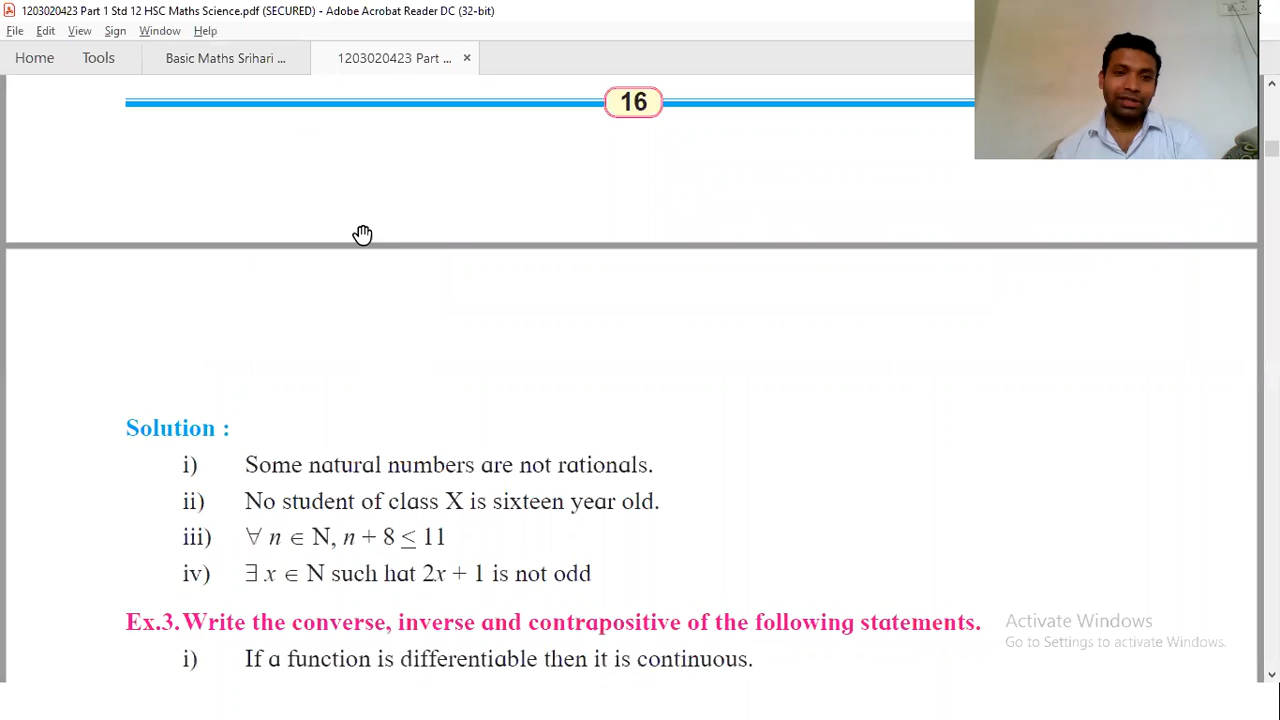 1203020423 Part 1 Std 12 HSC Maths Science.pdf (SECURED) - Adobe Acrobat Reader DC (32-bit)
File Edit View Sign Window Help
Home Tools Basic Maths Srihari ... 1203020423 Part ... ×
16
Solution :
i) Some natural numbers are not rationals.
ii) No student of class X is sixteen year old.
iii) ∀ n ∈ N, n + 8 ≤ 11
iv) ∃ x ∈ N such hat 2x + 1 is not odd
Ex.3. Write the converse, inverse and contrapositive of the following statements.
i) If a function is differentiable then it is continuous.
Activate Windows
Go to Settings to activate Windows.